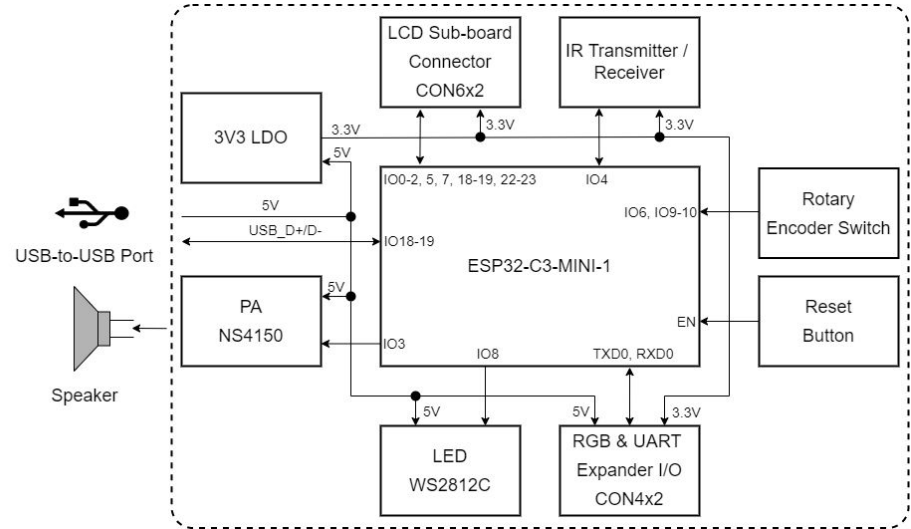 LCD Sub-board
Connector
CON6x2
IR Transmitter /
Receiver
3V3 LDO
3.3V
3.3V
3.3V
5V
IO0-2, 5, 7, 18-19, 22-23
IO4
5V
USB_D+/D-
IO18-19
USB-to-USB Port
IO6, IO9-10
Rotary
Encoder Switch
ESP32-C3-MINI-1
PA
NS4150
5V
IO3
EN
Reset
Button
IO8
TXD0, RXD0
Speaker
5V
5V
3.3V
LED
WS2812C
RGB & UART
Expander I/O
CON4x2